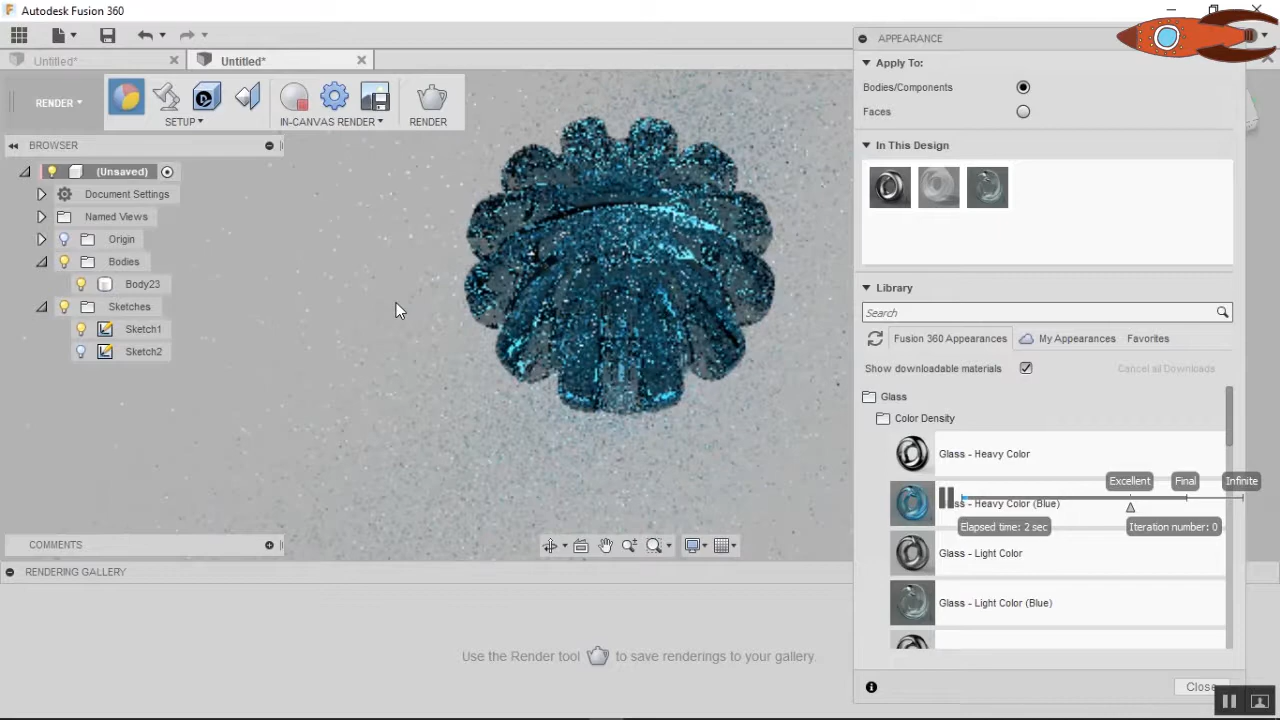 Autodesk Fusion 360
Untitled*
Untitled*
RENDER
SETUP
IN-CANVAS RENDER
RENDER
BROWSER
(Unsaved)
Document Settings
Named Views
Origin
Bodies
Body23
Sketches
Sketch1
Sketch2
COMMENTS
RENDERING GALLERY
Use the Render tool to save renderings to your gallery.
APPEARANCE
Apply To:
Bodies/Components
Faces
In This Design
Library
Search
Fusion 360 Appearances My Appearances Favorites
Show downloadable materials Cancel all Downloads
Glass
Color Density
Glass - Heavy Color
Excellent Final Infinite
ss - Heavy Color (Blue)
Elapsed time: 2 sec Iteration number: 0
Glass - Light Color
Glass - Light Color (Blue)
Close